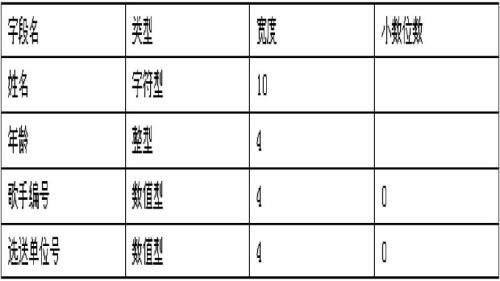 字段名 类型 宽度 小数位数
姓名 字符型 10
年龄 整型 4
歌手编号 数值型 4 0
选送单位号 数值型 4 0